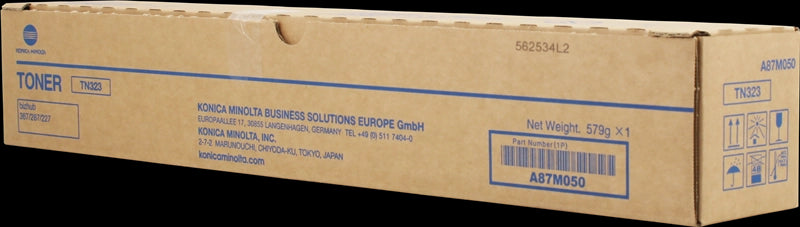 KONICA MINOLTA
TONER TN323
bizhub
367/287/227
KONICA MINOLTA BUSINESS SOLUTIONS EUROPE GmbH
EUROPAALLEE 17, 30855 LANGENHAGEN, GERMANY TEL +49 (0) 511 7404-0
KONICA MINOLTA, INC.
2-7-2 MARUNOUCHI, CHIYODA-KU, TOKYO, JAPAN
konicaminolta.com
562534L2
Net Weight. 579g ×1
Part Number(1P)
A87M050
A87M050
TN323